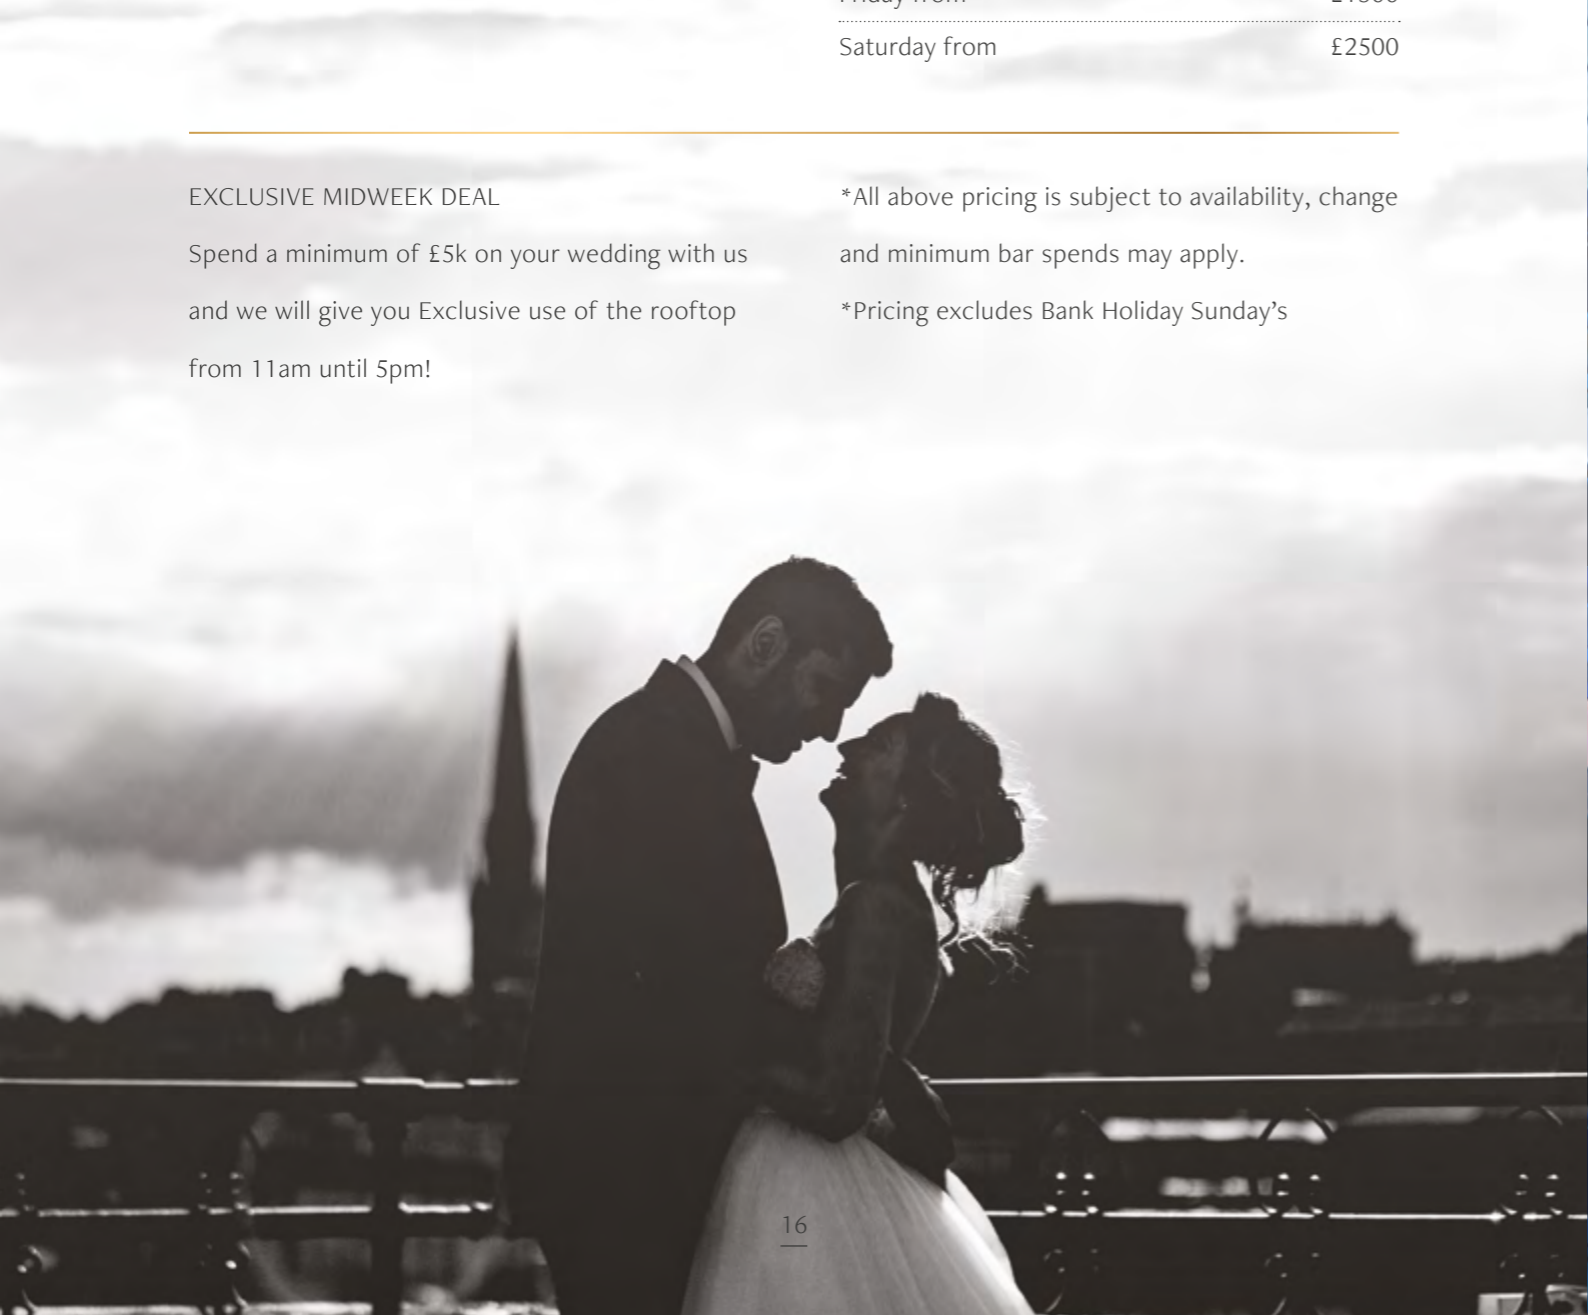 Saturday from £2500
EXCLUSIVE MIDWEEK DEAL
Spend a minimum of £5k on your wedding with us
and we will give you Exclusive use of the rooftop
from 11am until 5pm!
*All above pricing is subject to availability, change
and minimum bar spends may apply.
*Pricing excludes Bank Holiday Sunday’s
16